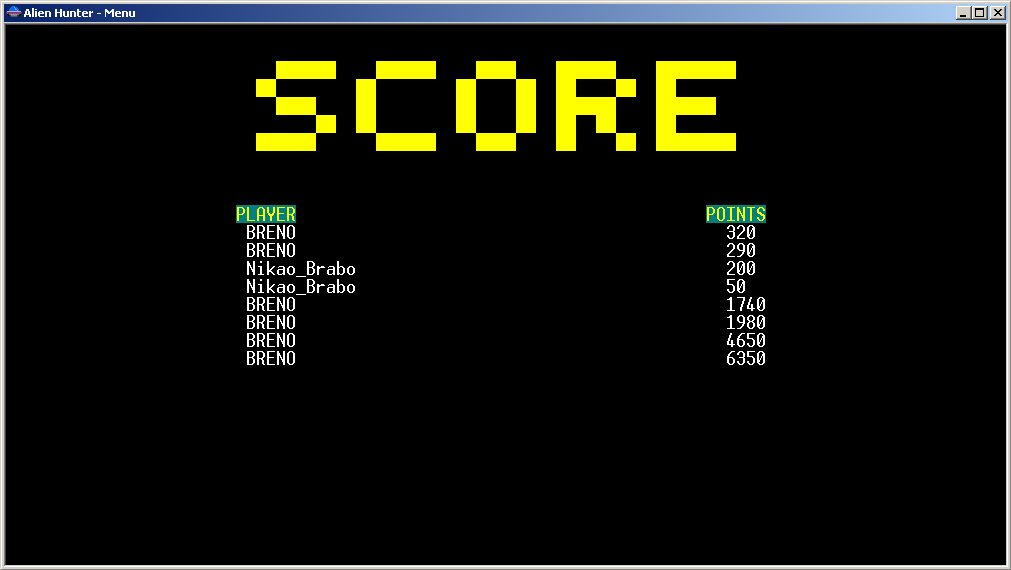 Alien Hunter - Menu
SCORE
PLAYER POINTS
BRENO 320
BRENO 290
Nikao_Brabo 200
Nikao_Brabo 50
BRENO 1740
BRENO 1980
BRENO 4650
BRENO 6350